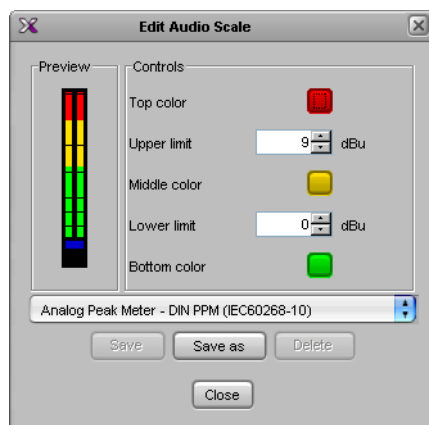 Edit Audio Scale
Preview
Controls
Top color
Upper limit 9 dBu
Middle color
Lower limit 0 dBu
Bottom color
Analog Peak Meter - DIN PPM (IEC60268-10)
Save Save as Delete
Close